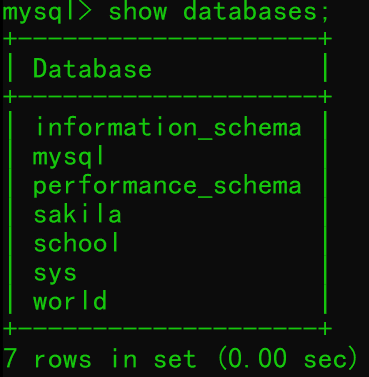 mysql> show databases;
+--------------------+
| Database           |
+--------------------+
| information_schema |
| mysql              |
| performance_schema |
| sakila             |
| school             |
| sys                |
| world              |
+--------------------+
7 rows in set (0.00 sec)